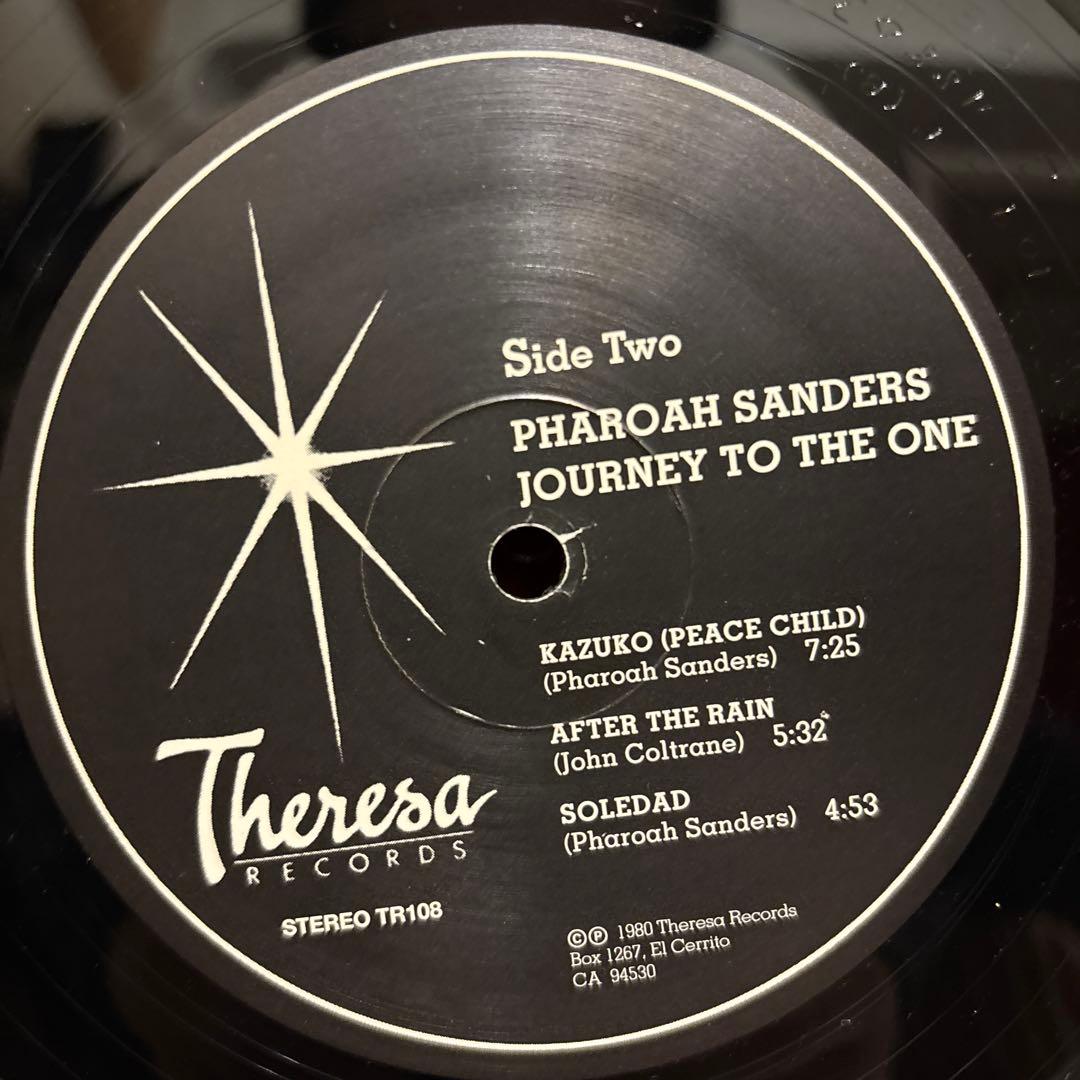 Side Two
PHAROAH SANDERS
JOURNEY TO THE ONE
KAZUKO (PEACE CHILD)
(Pharoah Sanders) 7:25
AFTER THE RAIN
(John Coltrane) 5:32
SOLEDAD
(Pharoah Sanders) 4:53
Theresa
RECORDS
STEREO TR108
©℗ 1980 Theresa Records
Box 1267, El Cerrito
CA 94530